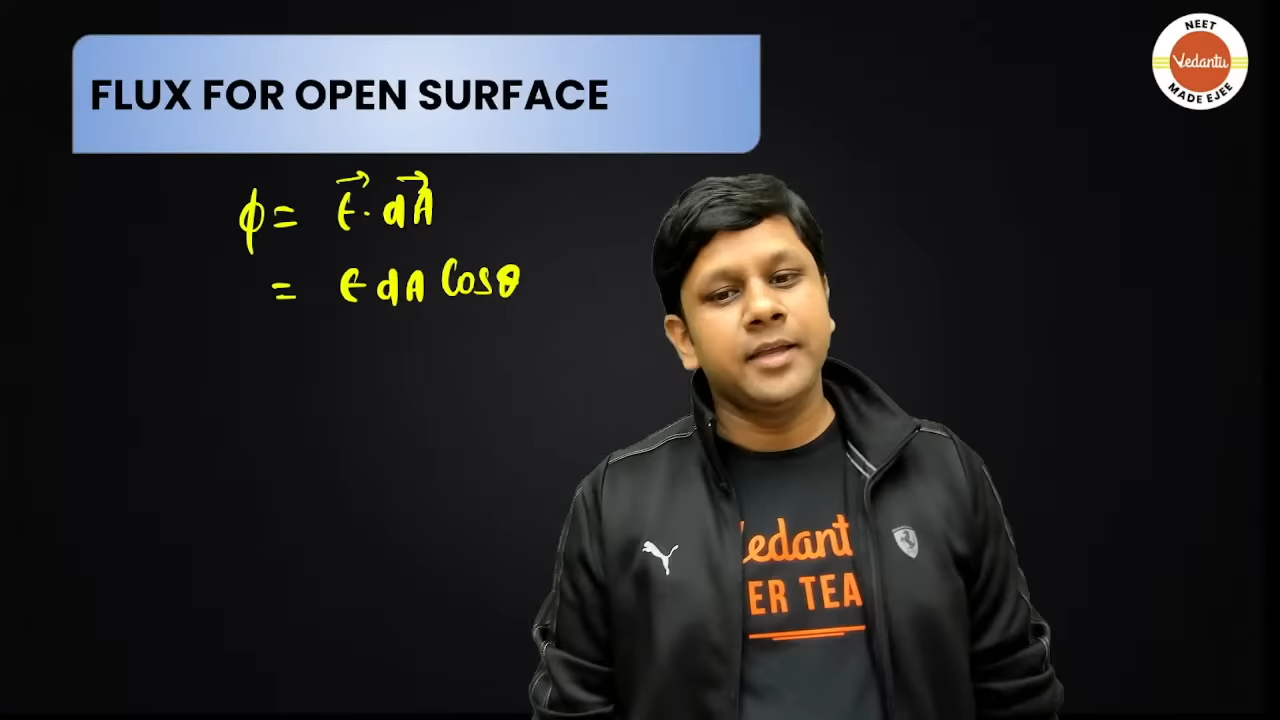 FLUX FOR OPEN SURFACE
NEET
Vedantu
MADE EJEE
ϕ = E⃗ · dA⃗
= E dA Cosθ
edant
ER TEA